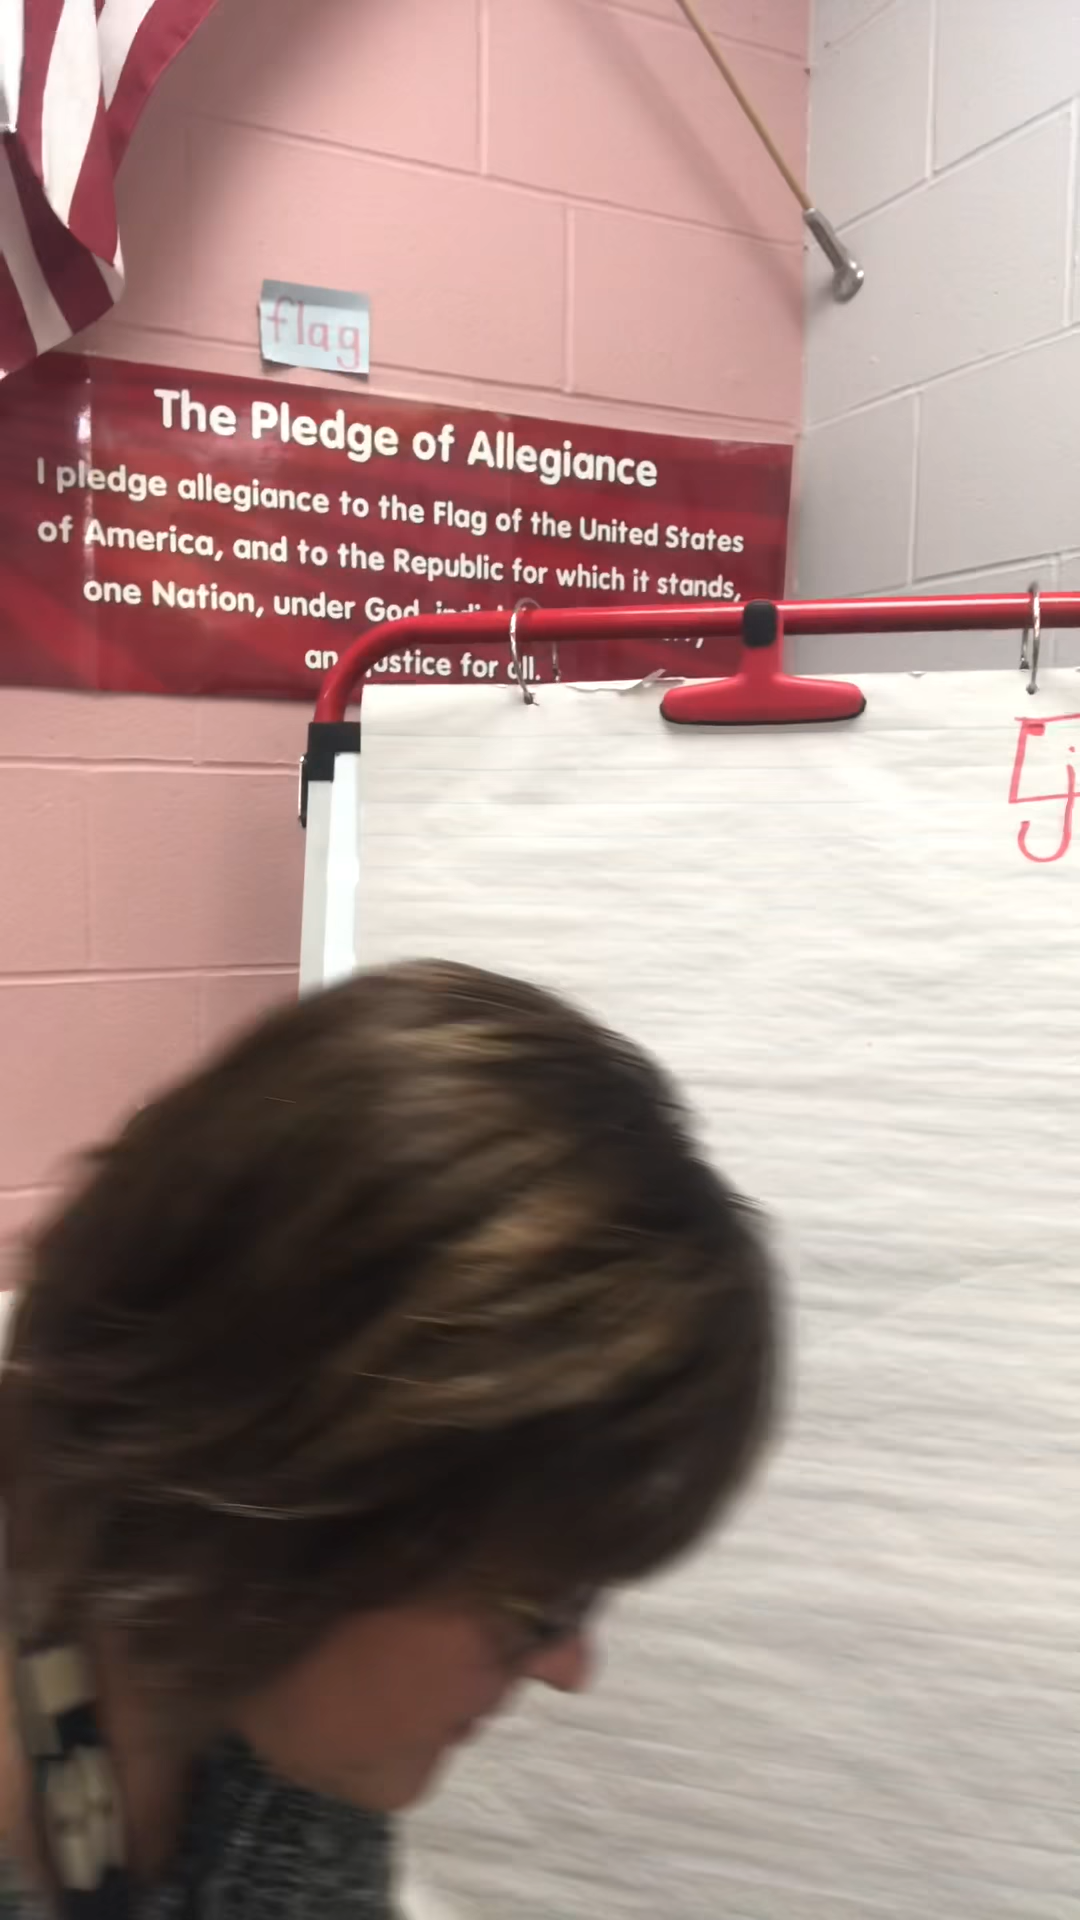 flag
The Pledge of Allegiance
I pledge allegiance to the Flag of the United States
of America, and to the Republic for which it stands,
one Nation, under God,
justice for all.
j